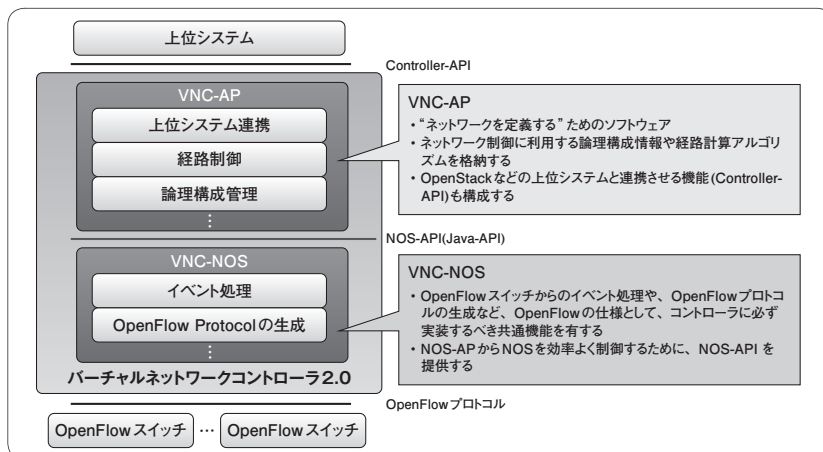 上位システム
Controller-API
VNC-AP
上位システム連携
経路制御
論理構成管理
⋮
VNC-AP
・“ネットワークを定義する”ためのソフトウェア
・ネットワーク制御に利用する論理構成情報や経路計算アルゴリ
ズムを格納する
・OpenStackなどの上位システムと連携させる機能(Controller-
API)も構成する
NOS-API(Java-API)
VNC-NOS
イベント処理
OpenFlow Protocolの生成
⋮
バーチャルネットワークコントローラ2.0
VNC-NOS
・OpenFlowスイッチからのイベント処理や、OpenFlowプロトコ
ルの生成など、OpenFlowの仕様として、コントローラに必ず
実装するべき共通機能を有する
・NOS-APからNOSを効率よく制御するために、NOS-API を
提供する
OpenFlowプロトコル
OpenFlowスイッチ … OpenFlowスイッチ